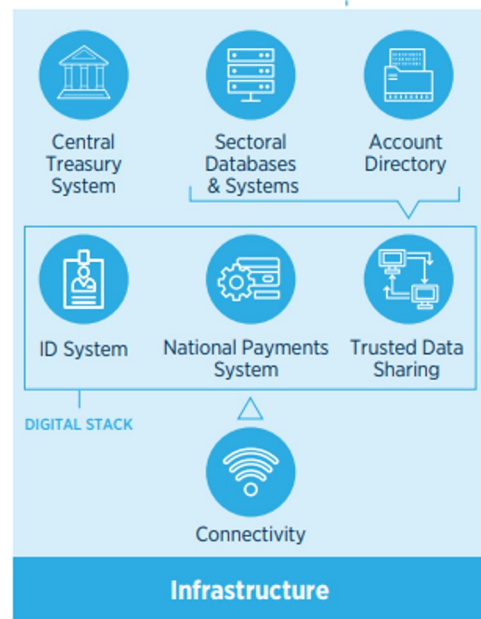 Central
Treasury
System
Sectoral
Databases
& Systems
Account
Directory
ID System
National Payments
System
Trusted Data
Sharing
DIGITAL STACK
Connectivity
Infrastructure